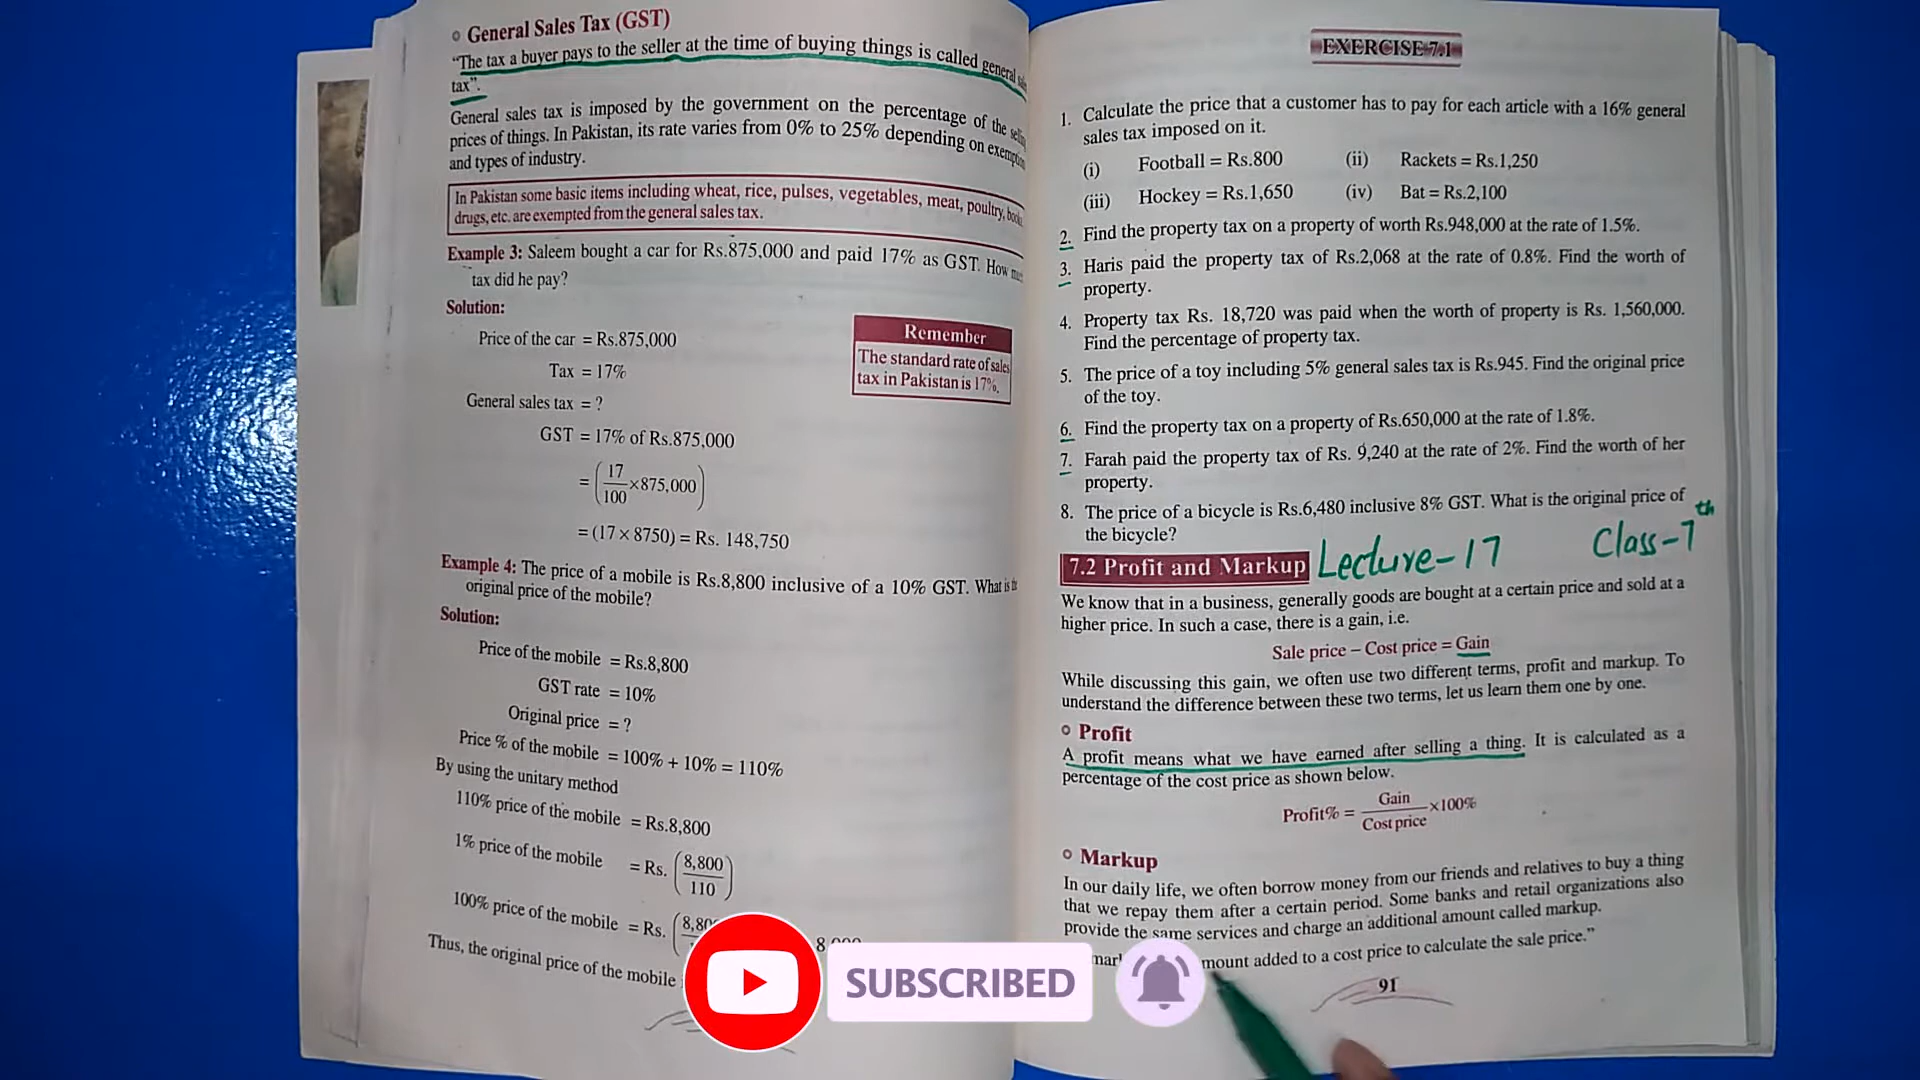 General Sales Tax (GST)
"The tax a buyer pays to the seller at the time of buying things is called general
tax".
General sales tax is imposed by the government on the percentage of the
prices of things. In Pakistan, its rate varies from 0% to 25% depending on
and types of industry.
In Pakistan some basic items including wheat, rice, pulses, vegetables, meat, poultry,
drugs, etc. are exempted from the general sales tax.
Example 3: Saleem bought a car for Rs.875,000 and paid 17% as GST. How
tax did he pay?
Solution:
Price of the car = Rs.875,000
Tax = 17%
General sales tax = ?
GST = 17% of Rs.875,000
= (17/100 ×875,000)
= (17 × 8750) = Rs. 148,750
Remember
The standard rate of sales
tax in Pakistan is 17%.
Example 4: The price of a mobile is Rs.8,800 inclusive of a 10% GST. What is
original price of the mobile?
Solution:
Price of the mobile = Rs.8,800
GST rate = 10%
Original price = ?
Price % of the mobile = 100% + 10% = 110%
By using the unitary method
110% price of the mobile = Rs.8,800
1% price of the mobile = Rs. (8,800/110)
100% price of the mobile = Rs.
Thus, the original price of the mobile
EXERCISE 7.1
1. Calculate the price that a customer has to pay for each article with a 16% general
sales tax imposed on it.
(i) Football = Rs.800 (ii) Rackets = Rs.1,250
(iii) Hockey = Rs.1,650 (iv) Bat = Rs.2,100
2. Find the property tax on a property of worth Rs.948,000 at the rate of 1.5%.
3. Haris paid the property tax of Rs.2,068 at the rate of 0.8%. Find the worth of
property.
4. Property tax Rs. 18,720 was paid when the worth of property is Rs. 1,560,000.
Find the percentage of property tax.
5. The price of a toy including 5% general sales tax is Rs.945. Find the original price
of the toy.
6. Find the property tax on a property of Rs.650,000 at the rate of 1.8%.
7. Farah paid the property tax of Rs. 9,240 at the rate of 2%. Find the worth of her
property.
8. The price of a bicycle is Rs.6,480 inclusive 8% GST. What is the original price of
the bicycle?
7.2 Profit and Markup Lecture-17 Class-7th
We know that in a business, generally goods are bought at a certain price and sold at a
higher price. In such a case, there is a gain, i.e.
Sale price – Cost price = Gain
While discussing this gain, we often use two different terms, profit and markup. To
understand the difference between these two terms, let us learn them one by one.
Profit
A profit means what we have earned after selling a thing. It is calculated as a
percentage of the cost price as shown below.
Profit% = Gain/Cost price ×100%
Markup
In our daily life, we often borrow money from our friends and relatives to buy a thing
that we repay them after a certain period. Some banks and retail organizations also
provide the same services and charge an additional amount called markup.
added to a cost price to calculate the sale price."
91
SUBSCRIBED